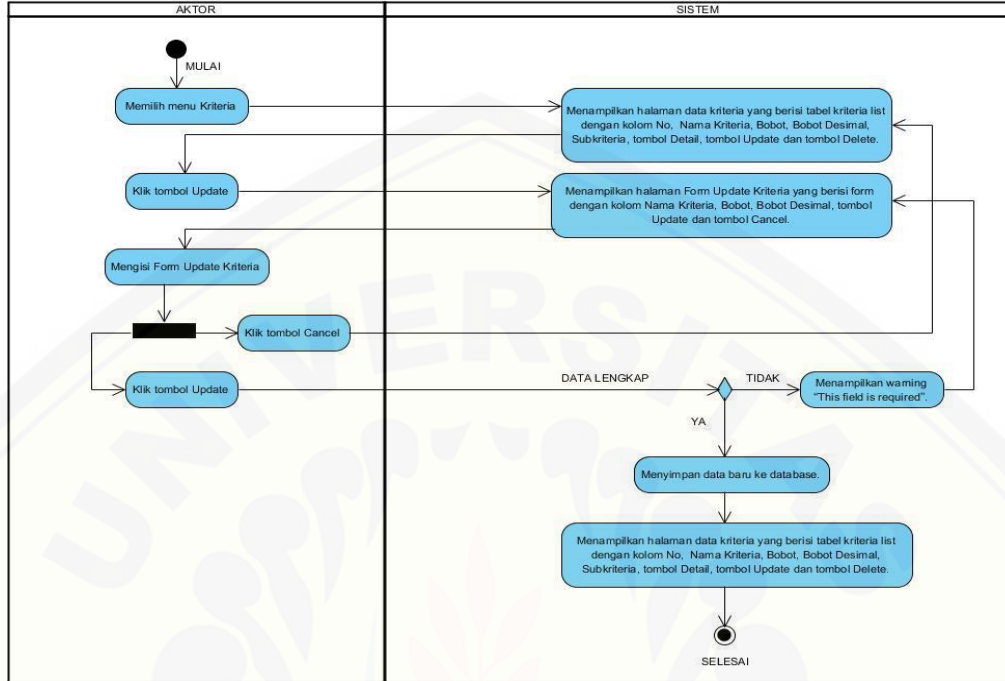 AKTOR
SISTEM
MULAI
Memilih menu Kriteria
Menampilkan halaman data kriteria yang berisi tabel kriteria list
dengan kolom No, Nama Kriteria, Bobot, Bobot Desimal,
Subkriteria, tombol Detail, tombol Update dan tombol Delete.
Klik tombol Update
Menampilkan halaman Form Update Kriteria yang berisi form
dengan kolom Nama Kriteria, Bobot, Bobot Desimal, tombol
Update dan tombol Cancel.
Mengisi Form Update Kriteria
Klik tombol Cancel
Klik tombol Update
DATA LENGKAP
TIDAK
Menampilkan warning
“This field is required”.
YA
Menyimpan data baru ke database.
Menampilkan halaman data kriteria yang berisi tabel kriteria list
dengan kolom No, Nama Kriteria, Bobot, Bobot Desimal,
Subkriteria, tombol Detail, tombol Update dan tombol Delete.
SELESAI
UNIVERSITAS